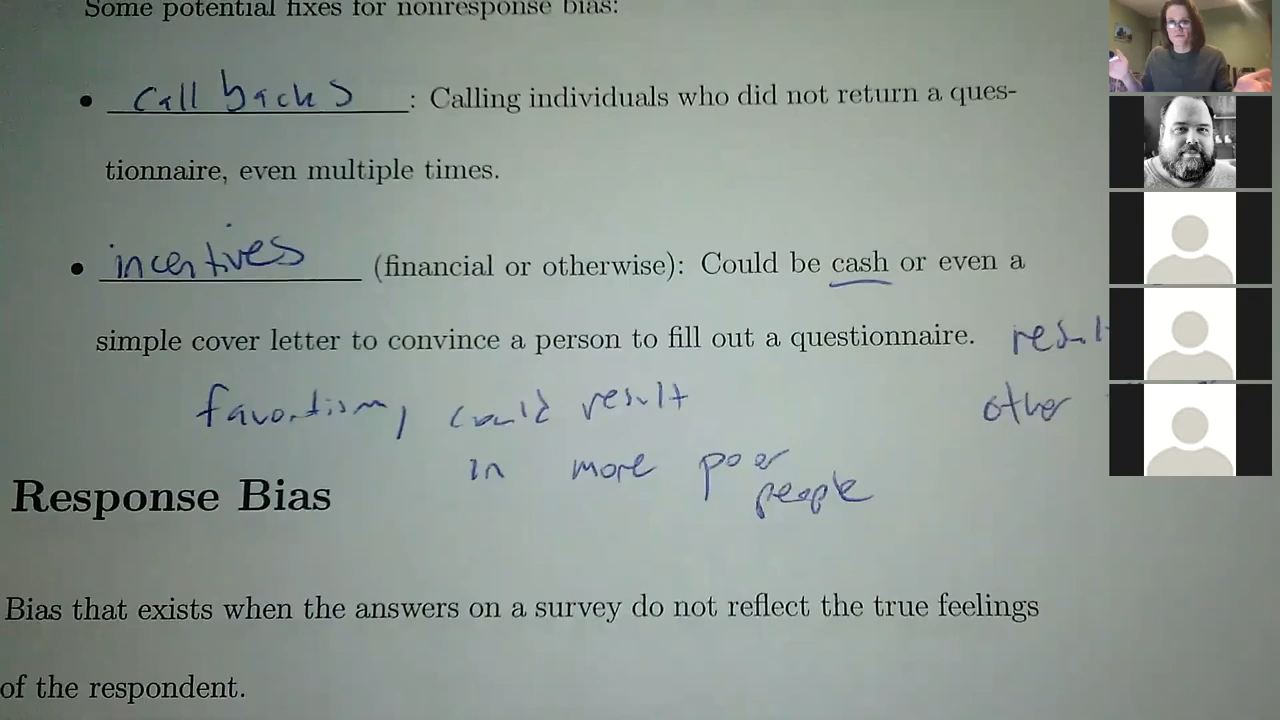 Some potential fixes for nonresponse bias:
• call backs : Calling individuals who did not return a ques-
tionnaire, even multiple times.
• incentives (financial or otherwise): Could be cash or even a
simple cover letter to convince a person to fill out a questionnaire.
result
favortism, could result
other
in more poor
people
Response Bias
Bias that exists when the answers on a survey do not reflect the true feelings
of the respondent.